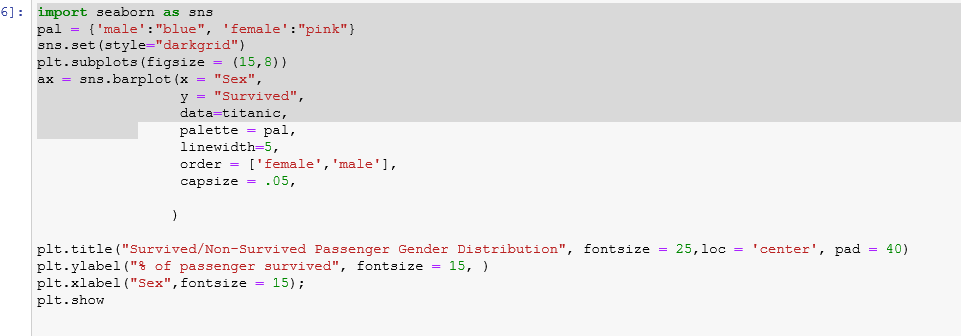 6]: import seaborn as sns
pal = {'male':"blue", 'female':"pink"}
sns.set(style="darkgrid")
plt.subplots(figsize = (15,8))
ax = sns.barplot(x = "Sex",
                 y = "Survived",
                 data=titanic,
                 palette = pal,
                 linewidth=5,
                 order = ['female','male'],
                 capsize = .05,
                )
plt.title("Survived/Non-Survived Passenger Gender Distribution", fontsize = 25,loc = 'center', pad = 40)
plt.ylabel("% of passenger survived", fontsize = 15, )
plt.xlabel("Sex",fontsize = 15);
plt.show